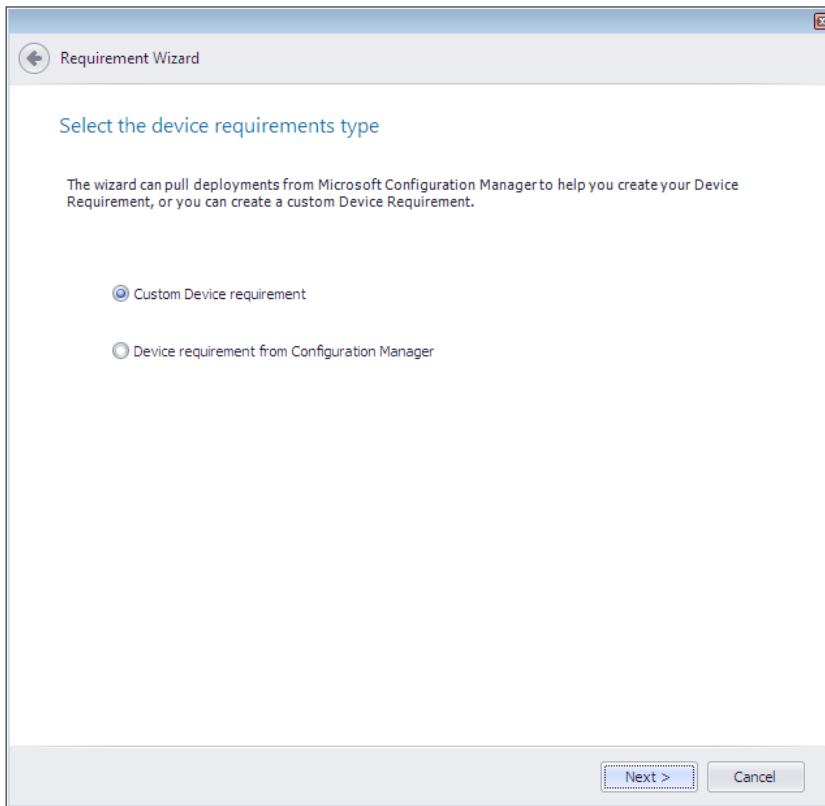 Requirement Wizard
Select the device requirements type
The wizard can pull deployments from Microsoft Configuration Manager to help you create your Device
Requirement, or you can create a custom Device Requirement.
Custom Device requirement
Device requirement from Configuration Manager
Next >
Cancel